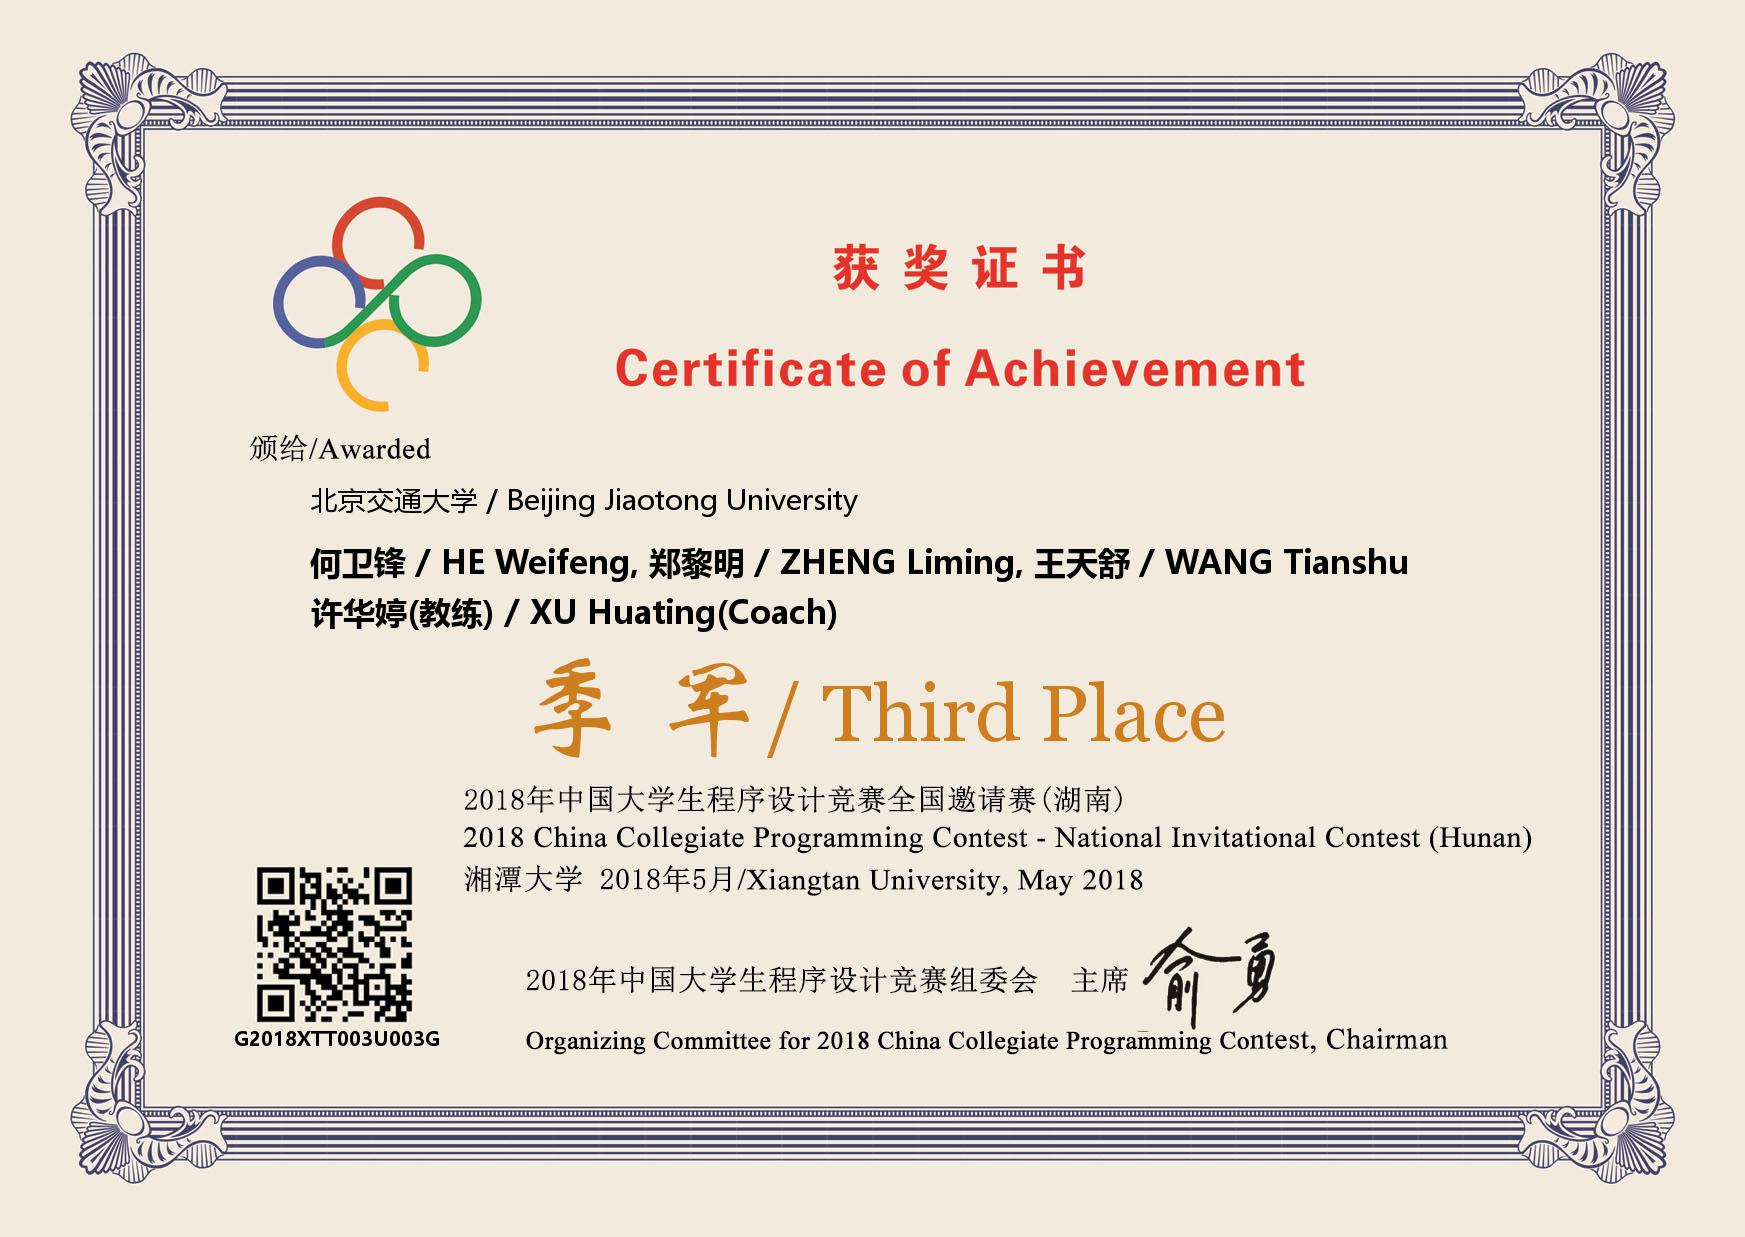 获奖证书
Certificate of Achievement
颁给/Awarded
北京交通大学 / Beijing Jiaotong University
何卫锋 / HE Weifeng, 郑黎明 / ZHENG Liming, 王天舒 / WANG Tianshu
许华婷(教练) / XU Huating(Coach)
季 军/ Third Place
2018年中国大学生程序设计竞赛全国邀请赛(湖南)
2018 China Collegiate Programming Contest - National Invitational Contest (Hunan)
湘潭大学 2018年5月/Xiangtan University, May 2018
2018年中国大学生程序设计竞赛组委会 主席 俞勇
G2018XTT003U003G
Organizing Committee for 2018 China Collegiate Programming Contest, Chairman